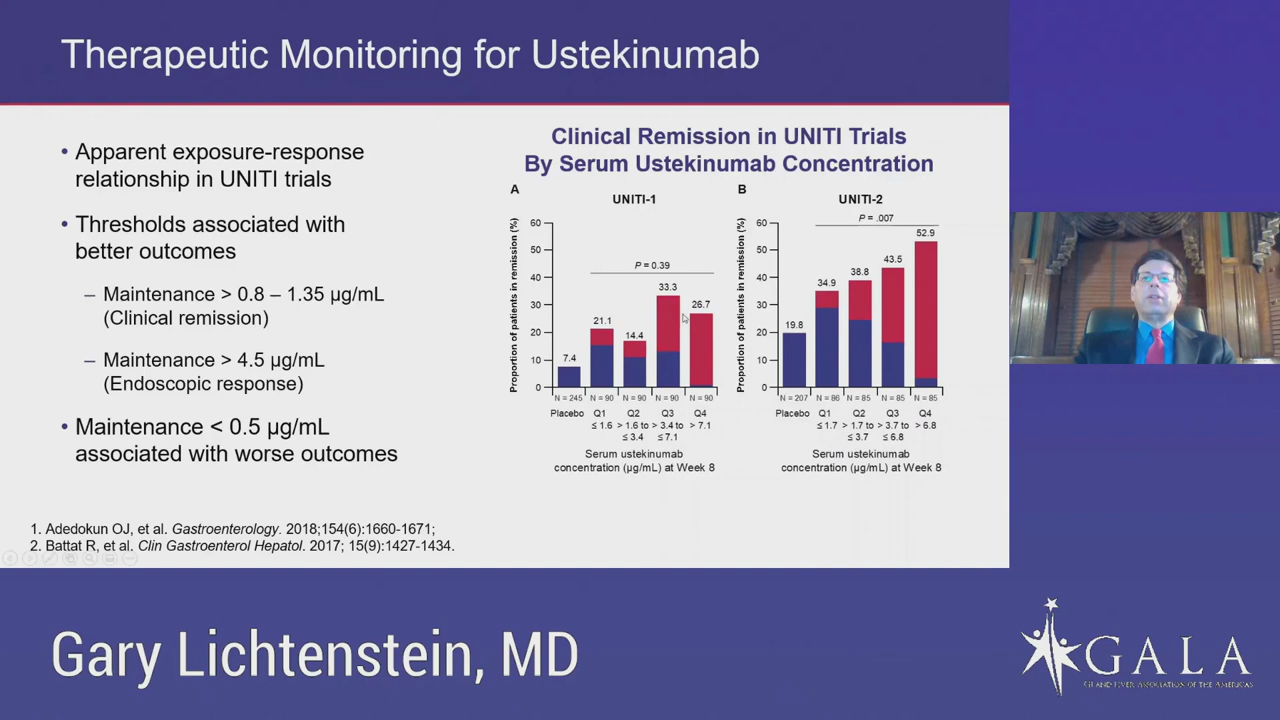 Therapeutic Monitoring for Ustekinumab
• Apparent exposure-response
relationship in UNITI trials
• Thresholds associated with
better outcomes
– Maintenance > 0.8 – 1.35 μg/mL
(Clinical remission)
– Maintenance > 4.5 μg/mL
(Endoscopic response)
• Maintenance < 0.5 μg/mL
associated with worse outcomes
Clinical Remission in UNITI Trials
By Serum Ustekinumab Concentration
A
UNITI-1
Proportion of patients in remission (%)
60
50
40
30
20
10
0
P = 0.39
7.4
21.1
14.4
33.3
26.7
N = 245 N = 90 N = 90 N = 90 N = 90
Placebo Q1 Q2 Q3 Q4
≤ 1.6 > 1.6 to > 3.4 to > 7.1
≤ 3.4 ≤ 7.1
Serum ustekinumab
concentration (μg/mL) at Week 8
B
UNITI-2
Proportion of patients in remission (%)
60
50
40
30
20
10
0
P = .007
19.8
34.9
38.8
43.5
52.9
N = 207 N = 86 N = 85 N = 85 N = 85
Placebo Q1 Q2 Q3 Q4
≤ 1.7 > 1.7 to > 3.7 to > 6.8
≤ 3.7 ≤ 6.8
Serum ustekinumab
concentration (μg/mL) at Week 8
1. Adedokun OJ, et al. Gastroenterology. 2018;154(6):1660-1671;
2. Battat R, et al. Clin Gastroenterol Hepatol. 2017; 15(9):1427-1434.
Gary Lichtenstein, MD
GALA
GI AND LIVER ASSOCIATION OF THE AMERICAS